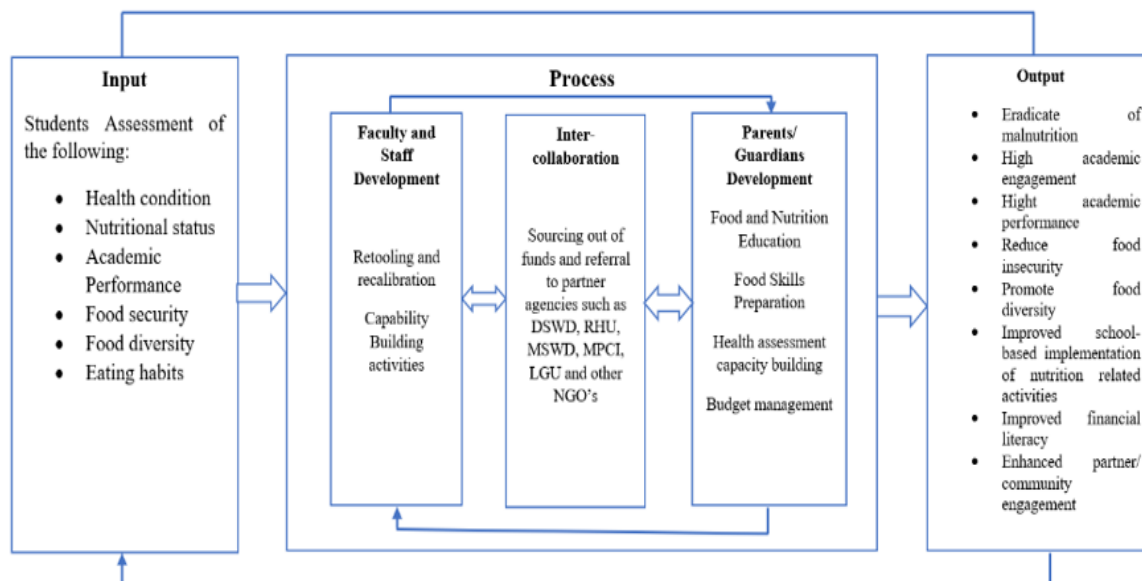 Input
Students Assessment of
the following:
• Health condition
• Nutritional status
• Academic
Performance
• Food security
• Food diversity
• Eating habits
Process
Faculty and
Staff
Development
Retooling and
recalibration
Capability
Building
activities
Inter-
collaboration
Sourcing out of
funds and referral
to partner
agencies such as
DSWD, RHU,
MSWD, MPCI,
LGU and other
NGO's
Parents/
Guardians
Development
Food and Nutrition
Education
Food Skills
Preparation
Health assessment
capacity building
Budget management
Output
• Eradicate of
malnutrition
• High academic
engagement
• Hight academic
performance
• Reduce food
insecurity
• Promote food
diversity
• Improved school-
based implementation
of nutrition related
activities
• Improved financial
literacy
• Enhanced partner/
community
engagement